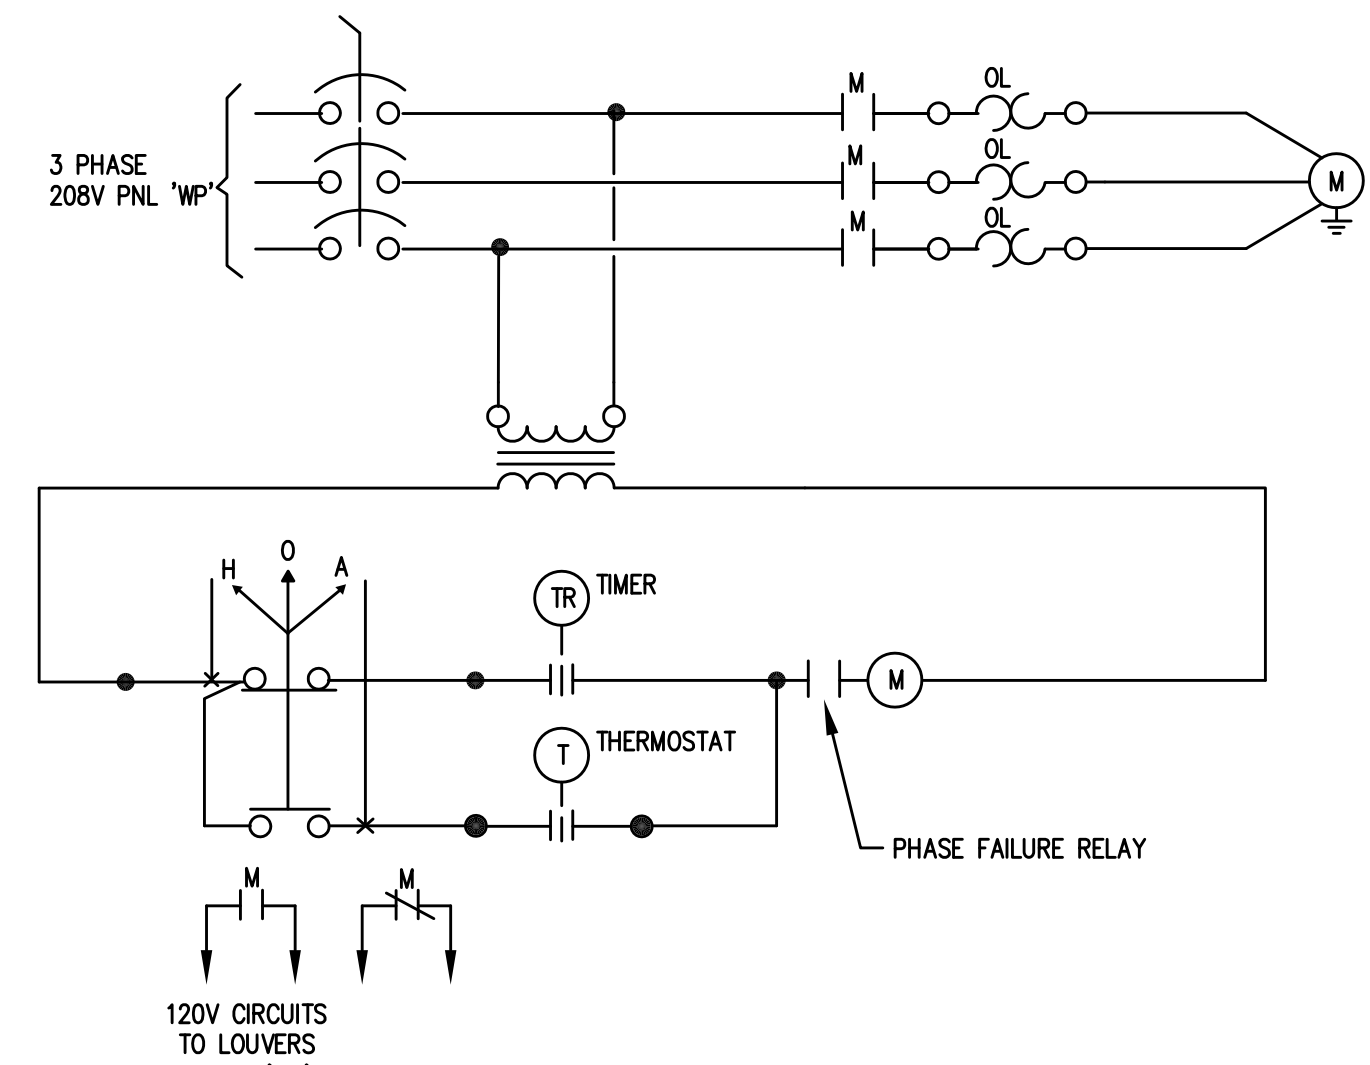 M
OL
M
OL
M
OL
3 PHASE
208V PNL 'WP'
M
H
O
A
TR
TIMER
M
T
THERMOSTAT
PHASE FAILURE RELAY
M
M
120V CIRCUITS
TO LOUVERS